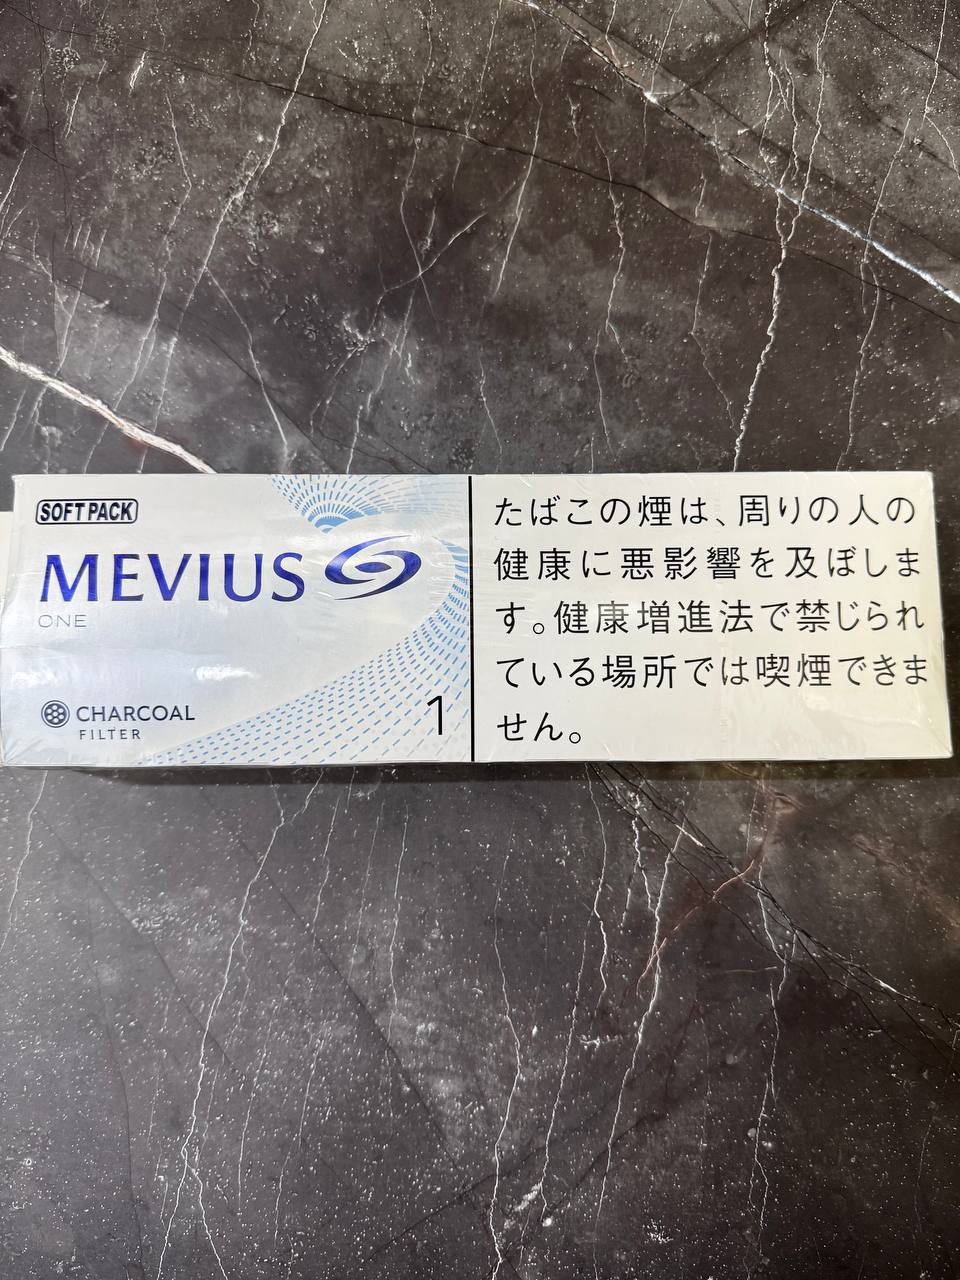 SOFT PACK
MEVIUS
ONE
CHARCOAL
FILTER
1
たばこの煙は、周りの人の
健康に悪影響を及ぼしま
す。健康増進法で禁じられ
ている場所では喫煙できま
せん。